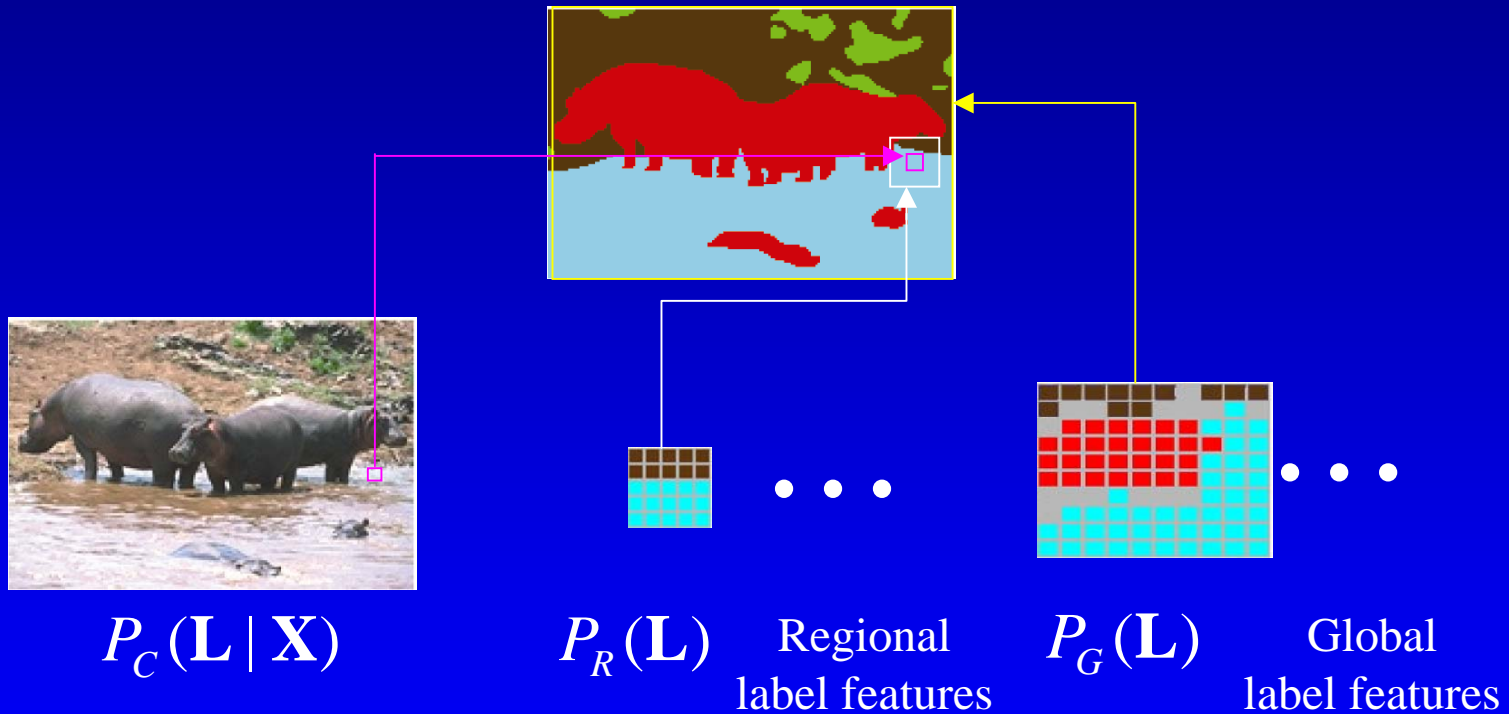 P_C(L | X)
P_R(L)
Regional
label features
P_G(L)
Global
label features